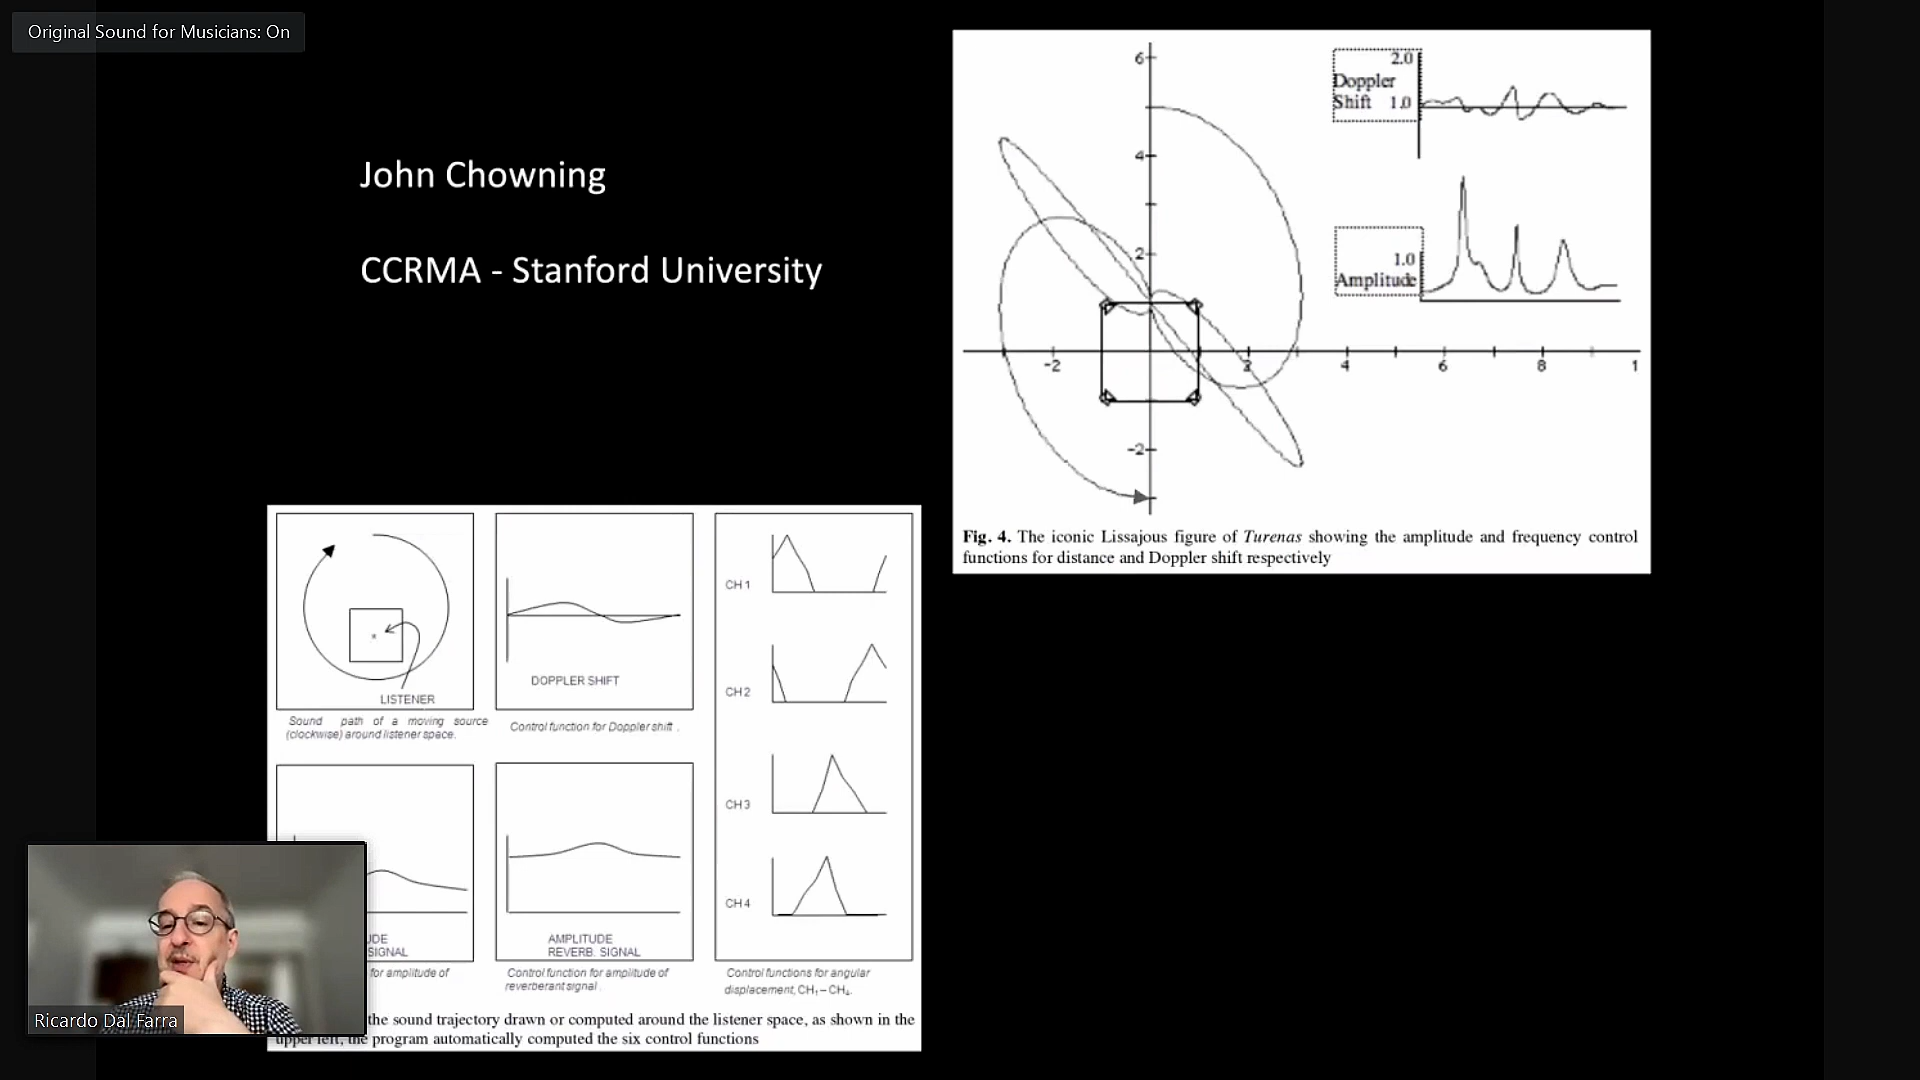 Original Sound for Musicians: On
John Chowning
CCRMA - Stanford University
6
4
2
-2
-2
2
4
6
8
1
2.0
Doppler
Shift 1.0
1.0
Amplitude
Fig. 4. The iconic Lissajous figure of Turenas showing the amplitude and frequency control
functions for distance and Doppler shift respectively
LISTENER
Sound path of a moving source
(clockwise) around listener space.
DOPPLER SHIFT
Control function for Doppler shift .
CH 1
CH 2
CH 3
CH 4
SIGNAL
for amplitude of
AMPLITUDE
REVERB. SIGNAL
Control function for amplitude of
reverberant signal .
Control functions for angular
displacement, CH₁ – CH₄.
the sound trajectory drawn or computed around the listener space, as shown in the
upper left, the program automatically computed the six control functions
Ricardo Dal Farra